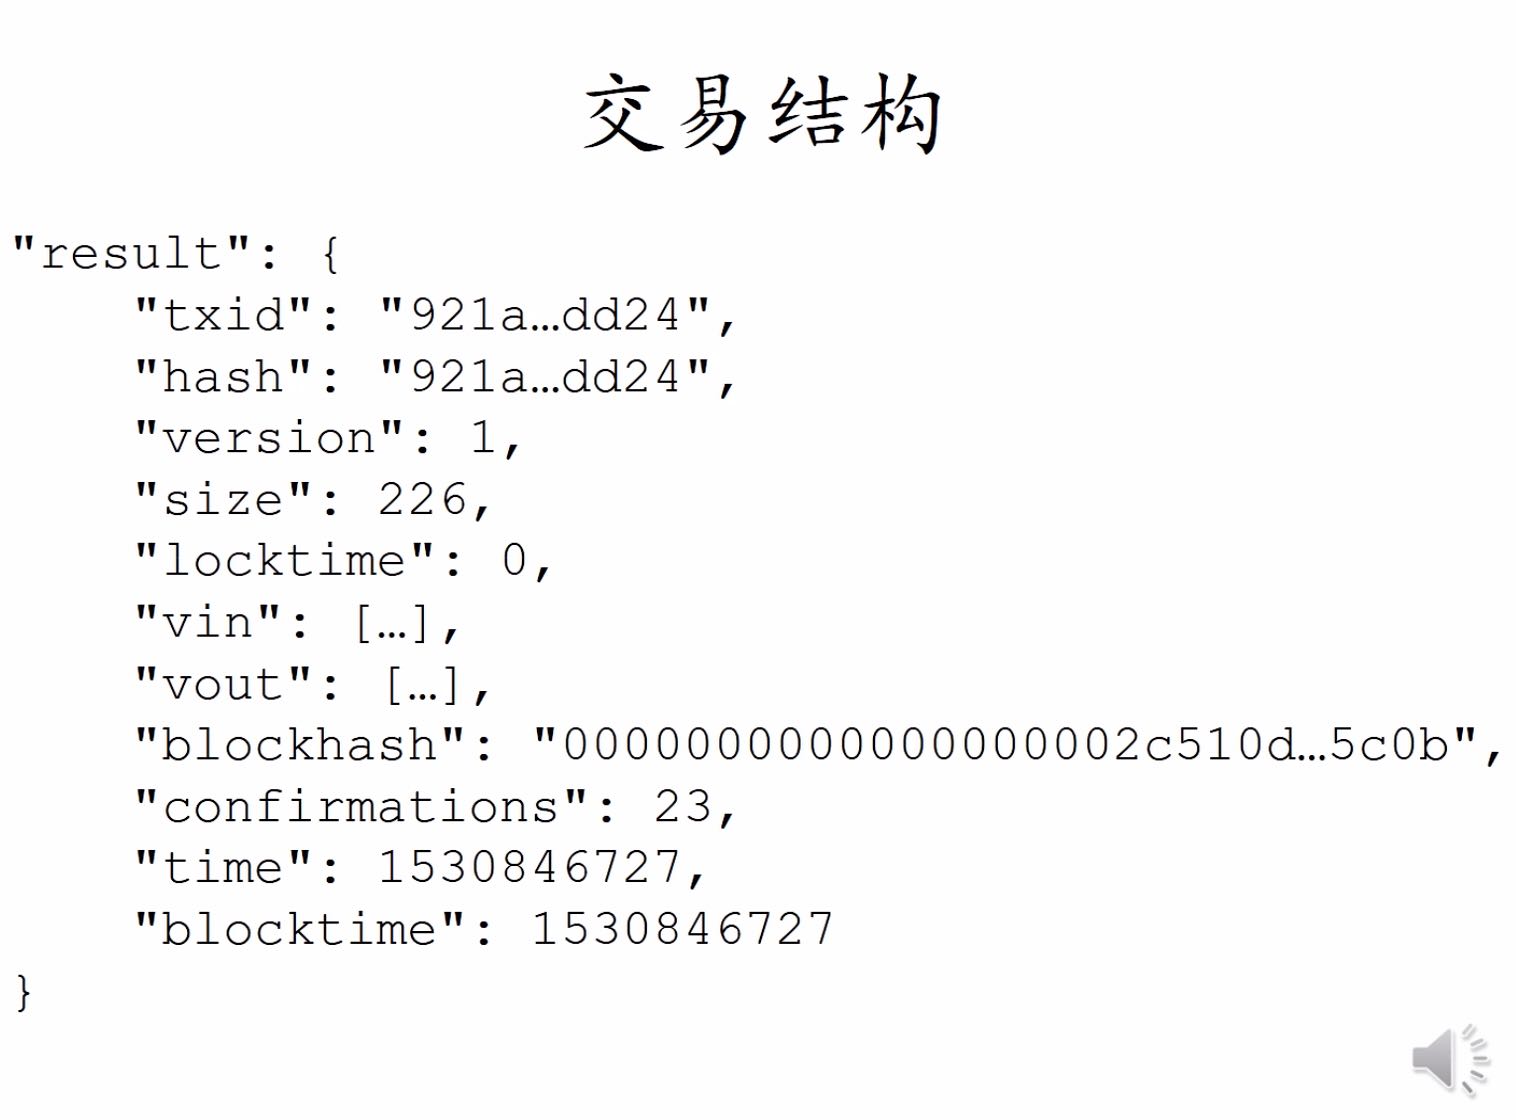 交易结构
"result": {
"txid": "921a…dd24",
"hash": "921a…dd24",
"version": 1,
"size": 226,
"locktime": 0,
"vin": […],
"vout": […],
"blockhash": "0000000000000000002c510d…5c0b",
"confirmations": 23,
"time": 1530846727,
"blocktime": 1530846727
}